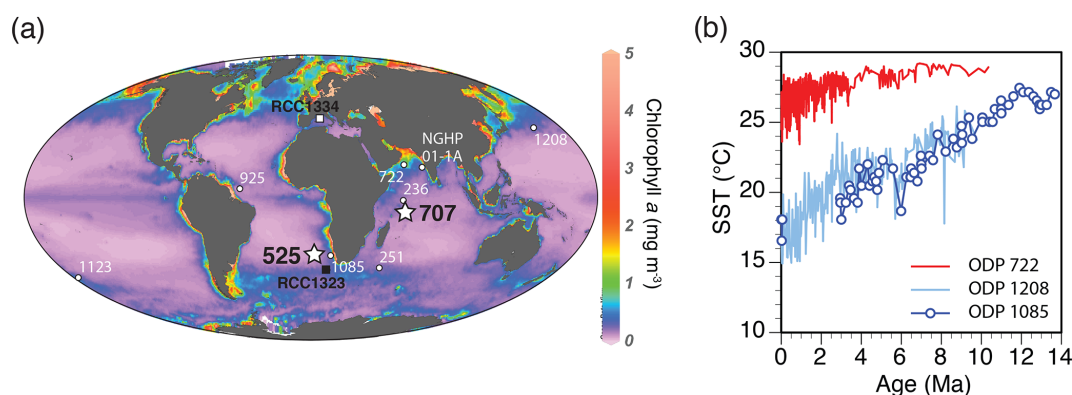 (a)
RCC1334
NGHP
01-1A
1208
722
925
236
707
525
1085
251
RCC1323
1123
5
4
3
2
1
0
Chlorophyll a (mg m-3)
(b)
30
25
20
15
10
SST (°C)
ODP 722
ODP 1208
ODP 1085
0 2 4 6 8 10 12 14
Age (Ma)